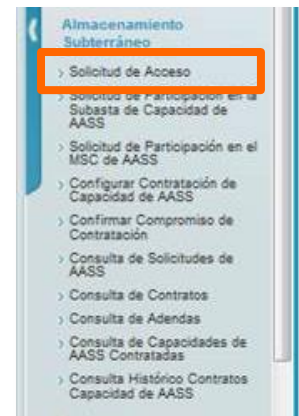 Almacenamiento
Subterráneo
> Solicitud de Acceso
> Solicitud de Participación en la
Subasta de Capacidad de
AASS
> Solicitud de Participación en el
MSC de AASS
> Configurar Contratación de
Capacidad de AASS
> Confirmar Compromiso de
Contratación
> Consulta de Solicitudes de
AASS
> Consulta de Contratos
> Consulta de Adendas
> Consulta de Capacidades de
AASS Contratadas
> Consulta Histórico Contratos
Capacidad de AASS